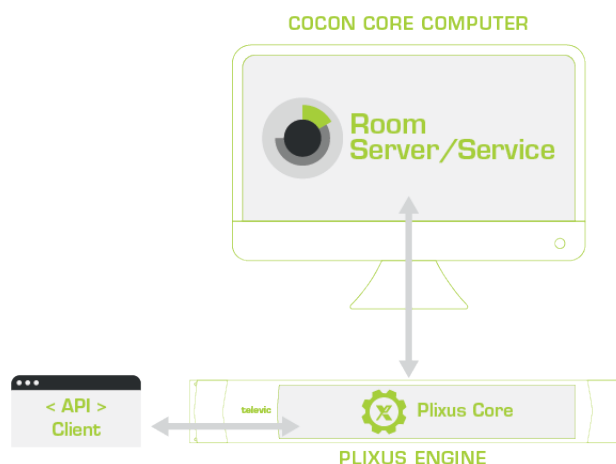 COCON CORE COMPUTER
Room
Server/Service
< API >
Client
televic
Plixus Core
PLIXUS ENGINE